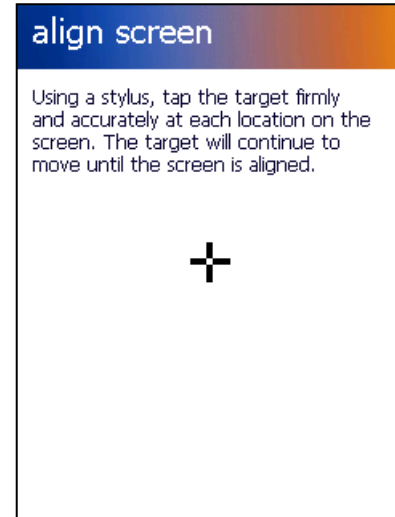 align screen
Using a stylus, tap the target firmly
and accurately at each location on the
screen. The target will continue to
move until the screen is aligned.